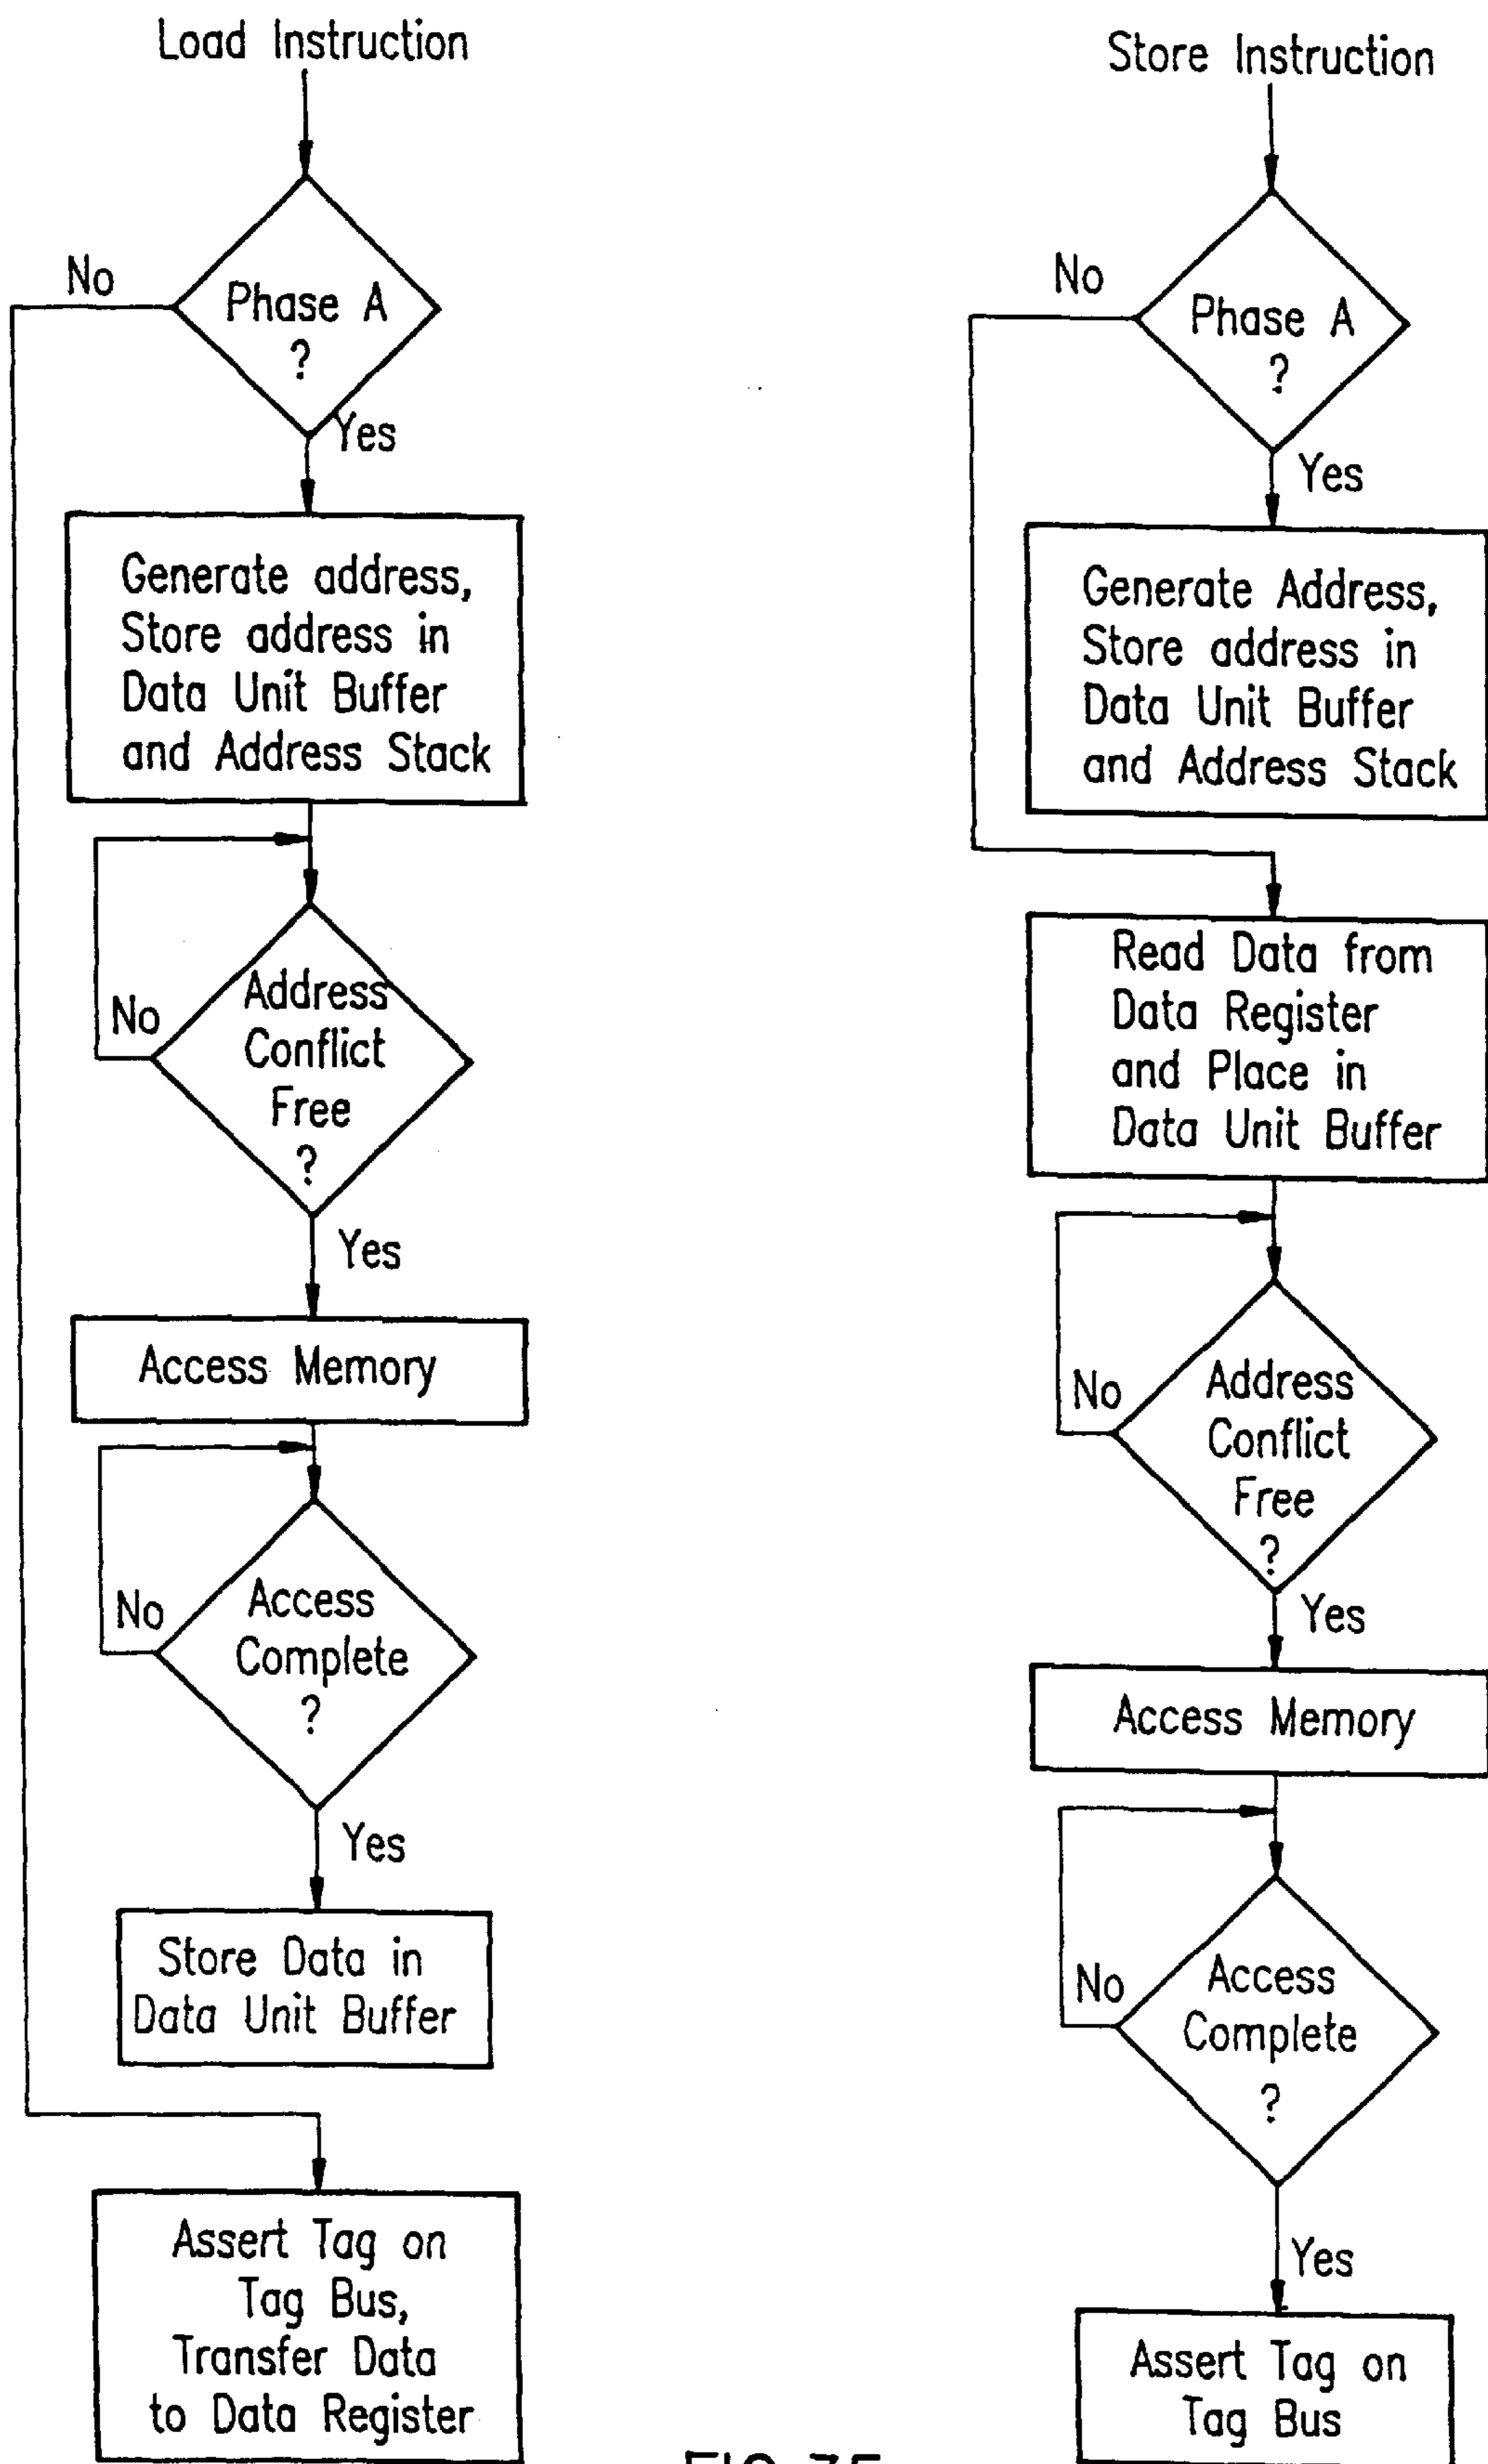 Load Instruction
No
Phase A
?
Yes
Generate address,
Store address in
Data Unit Buffer
and Address Stack
No
Address
Conflict
Free
?
Yes
Access Memory
No
Access
Complete
?
Yes
Store Data in
Data Unit Buffer
Assert Tag on
Tag Bus,
Transfer Data
to Data Register
Store Instruction
No
Phase A
?
Yes
Generate Address,
Store address in
Data Unit Buffer
and Address Stack
Read Data from
Data Register
and Place in
Data Unit Buffer
No
Address
Conflict
Free
?
Yes
Access Memory
No
Access
Complete
?
Yes
Assert Tag on
Tag Bus